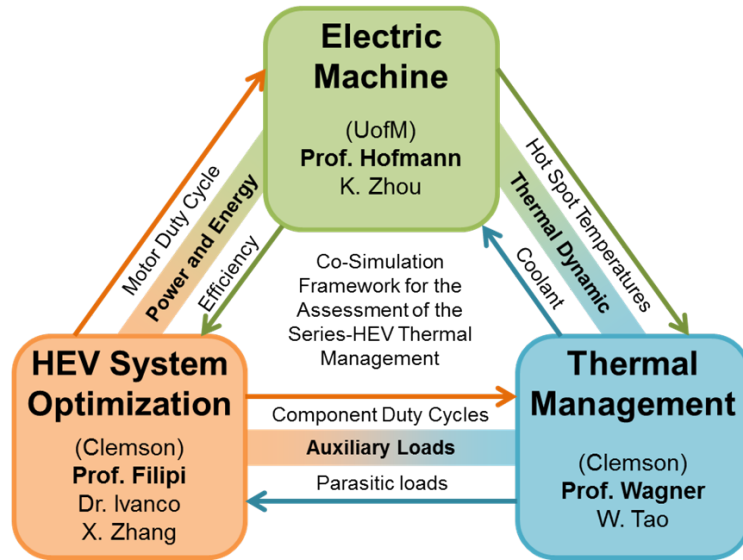 Electric
Machine
(UofM)
Prof. Hofmann
K. Zhou
Motor Duty Cycle
Power and Energy
Efficiency
Hot Spot Temperatures
Thermal Dynamic
Coolant
Co-Simulation
Framework for the
Assessment of the
Series-HEV Thermal
Management
HEV System
Optimization
(Clemson)
Prof. Filipi
Dr. Ivanco
X. Zhang
Component Duty Cycles
Auxiliary Loads
Parasitic loads
Thermal
Management
(Clemson)
Prof. Wagner
W. Tao